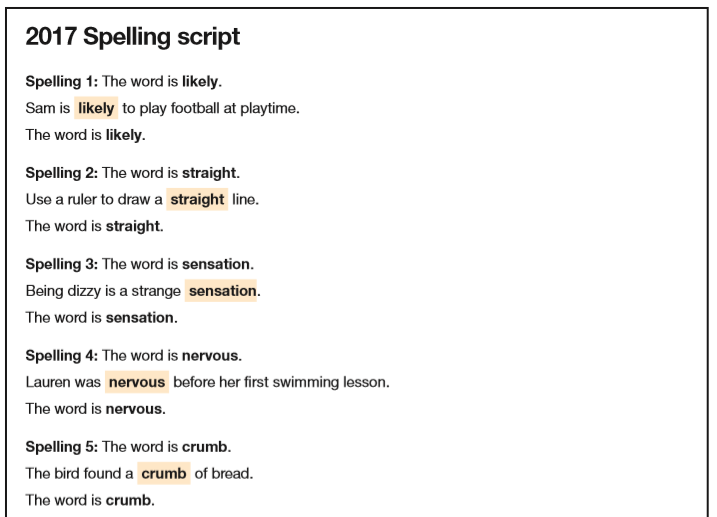 2017 Spelling script
Spelling 1: The word is likely.
Sam is likely to play football at playtime.
The word is likely.
Spelling 2: The word is straight.
Use a ruler to draw a straight line.
The word is straight.
Spelling 3: The word is sensation.
Being dizzy is a strange sensation.
The word is sensation.
Spelling 4: The word is nervous.
Lauren was nervous before her first swimming lesson.
The word is nervous.
Spelling 5: The word is crumb.
The bird found a crumb of bread.
The word is crumb.